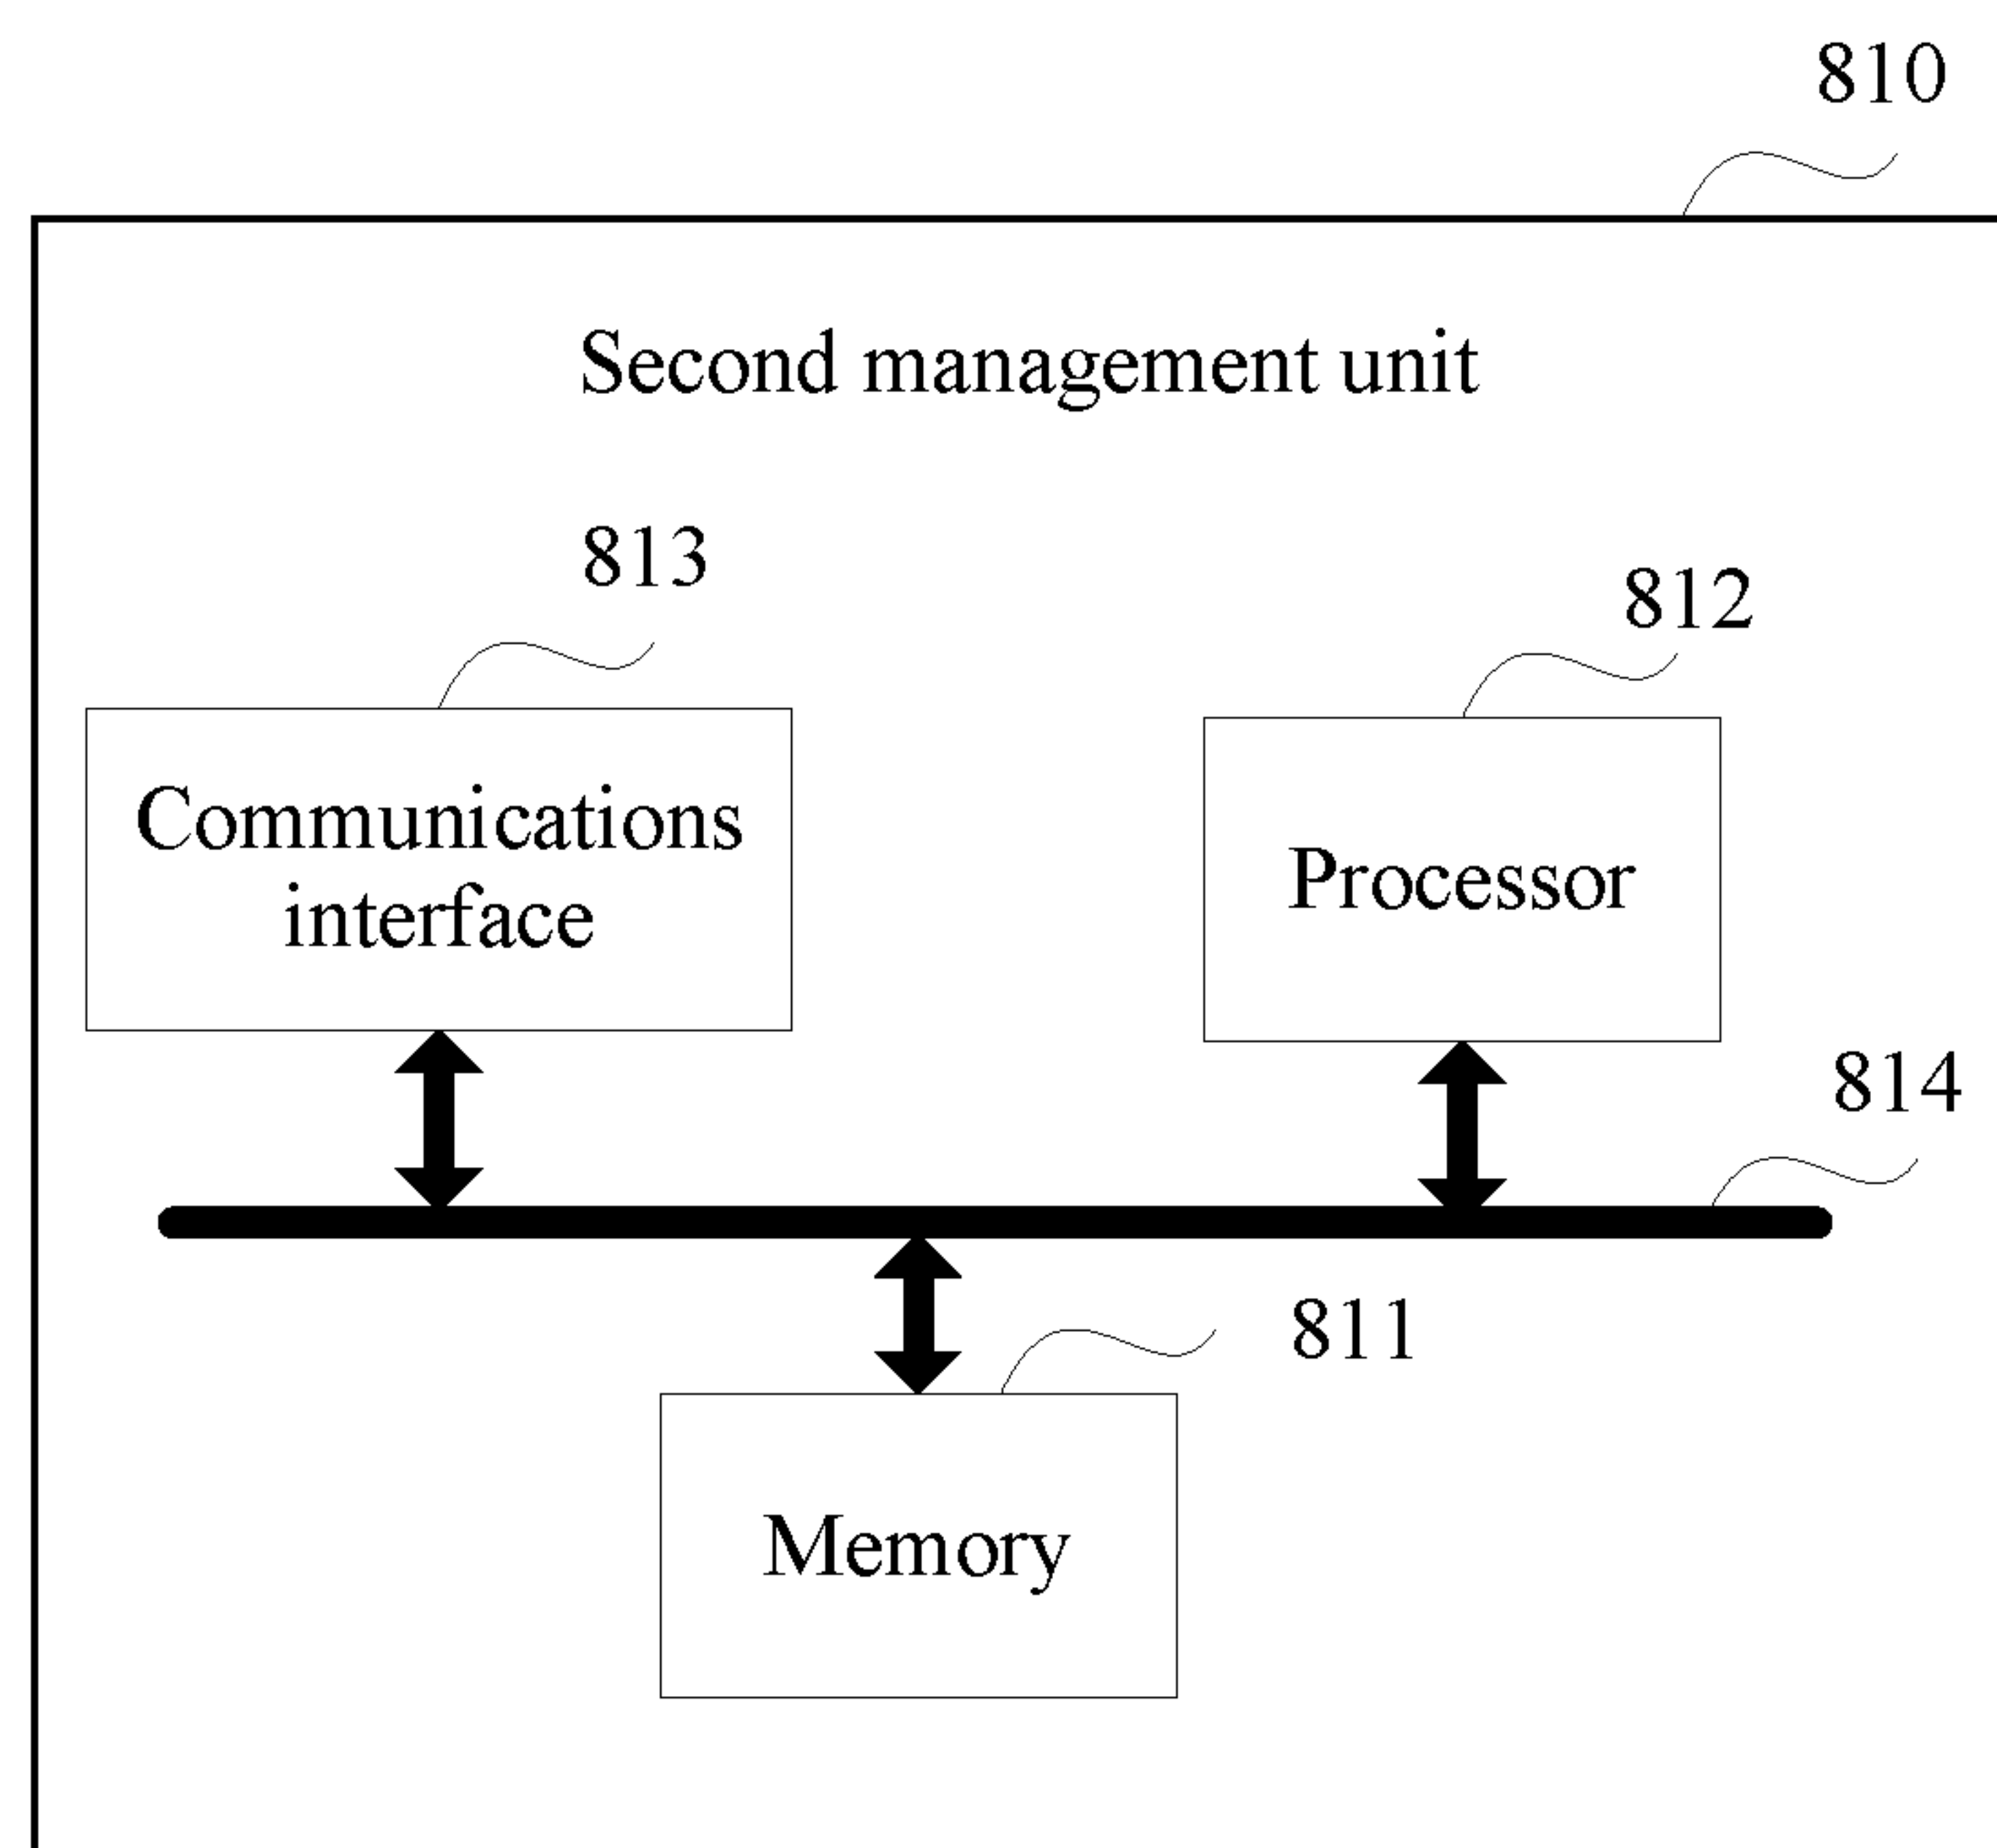 810
Second management unit
813
812
Communications
interface
Processor
814
811
Memory